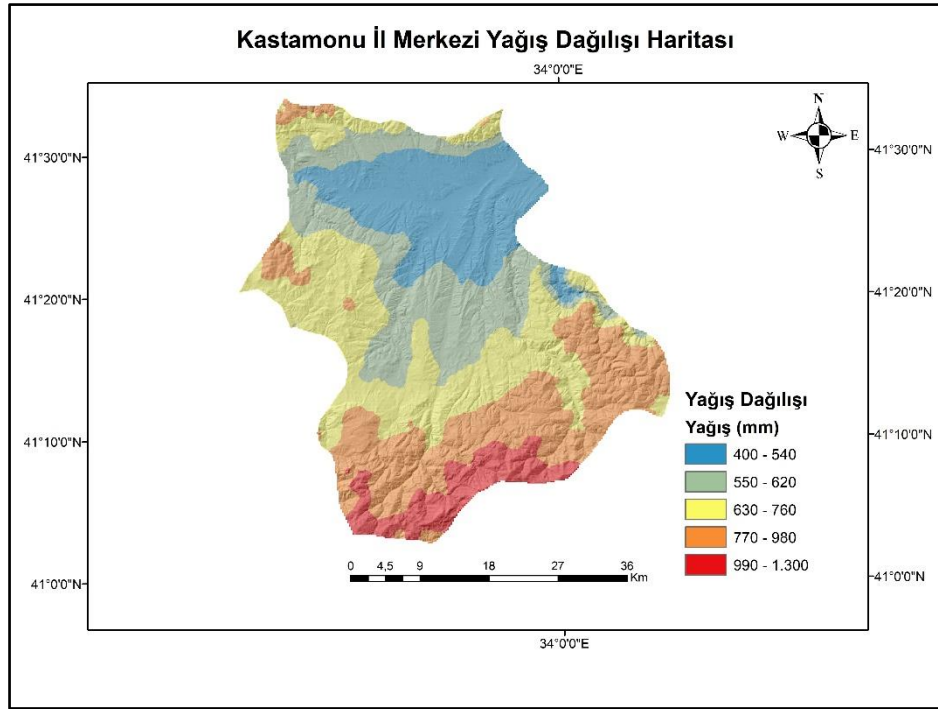 Kastamonu İl Merkezi Yağış Dağılışı Haritası
34°0'0"E
N
W E
S
41°30'0"N 41°30'0"N
41°20'0"N 41°20'0"N
Yağış Dağılışı
Yağış (mm)
41°10'0"N 41°10'0"N
400 - 540
550 - 620
630 - 760
770 - 980
990 - 1.300
0 4,5 9 18 27 36
Km
41°0'0"N 41°0'0"N
34°0'0"E